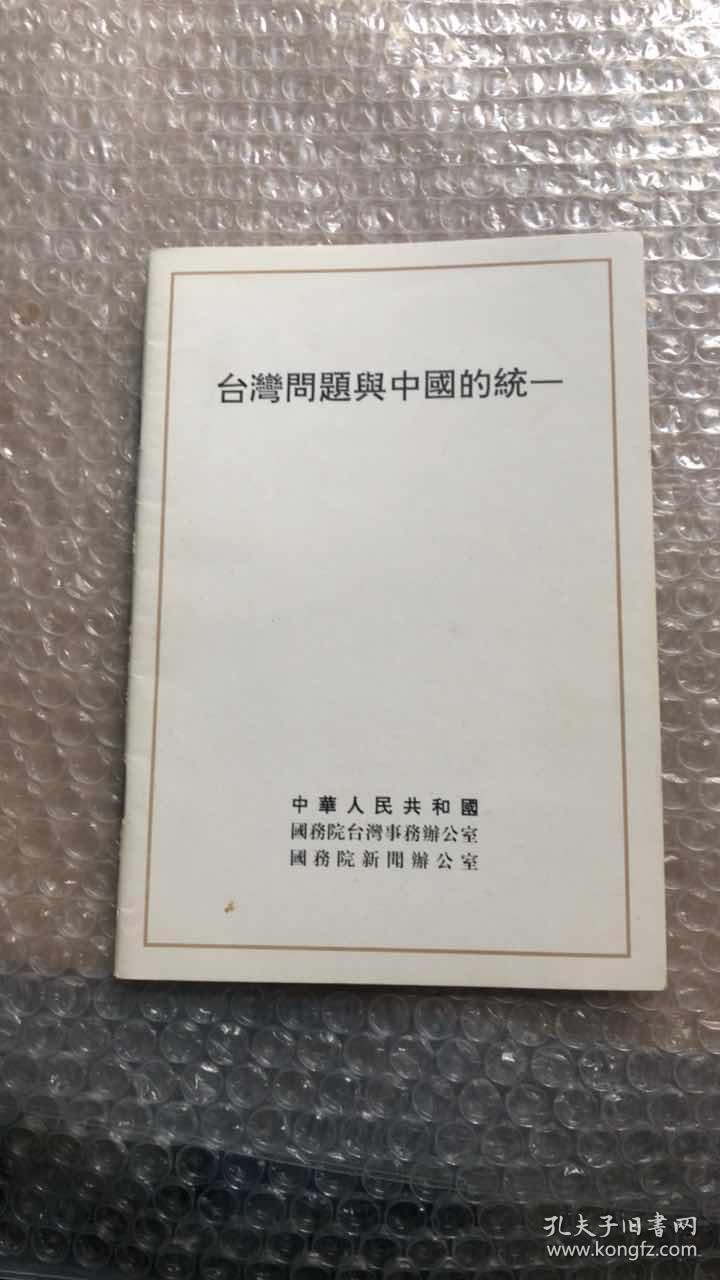 台灣問題與中國的統一
中華人民共和國
國務院台灣事務辦公室
國務院新聞辦公室
孔夫子旧書网
www.kongfz.com